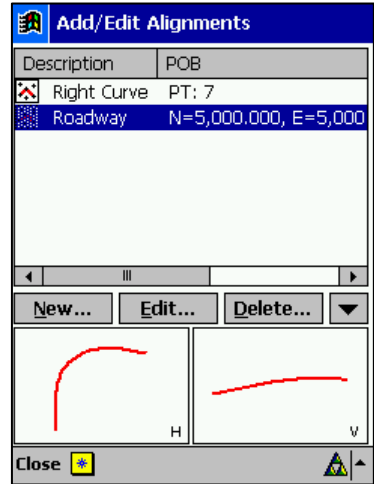 Add/Edit Alignments
Description POB
Right Curve PT: 7
Roadway N=5,000.000, E=5,000
New... Edit... Delete...
H V
Close